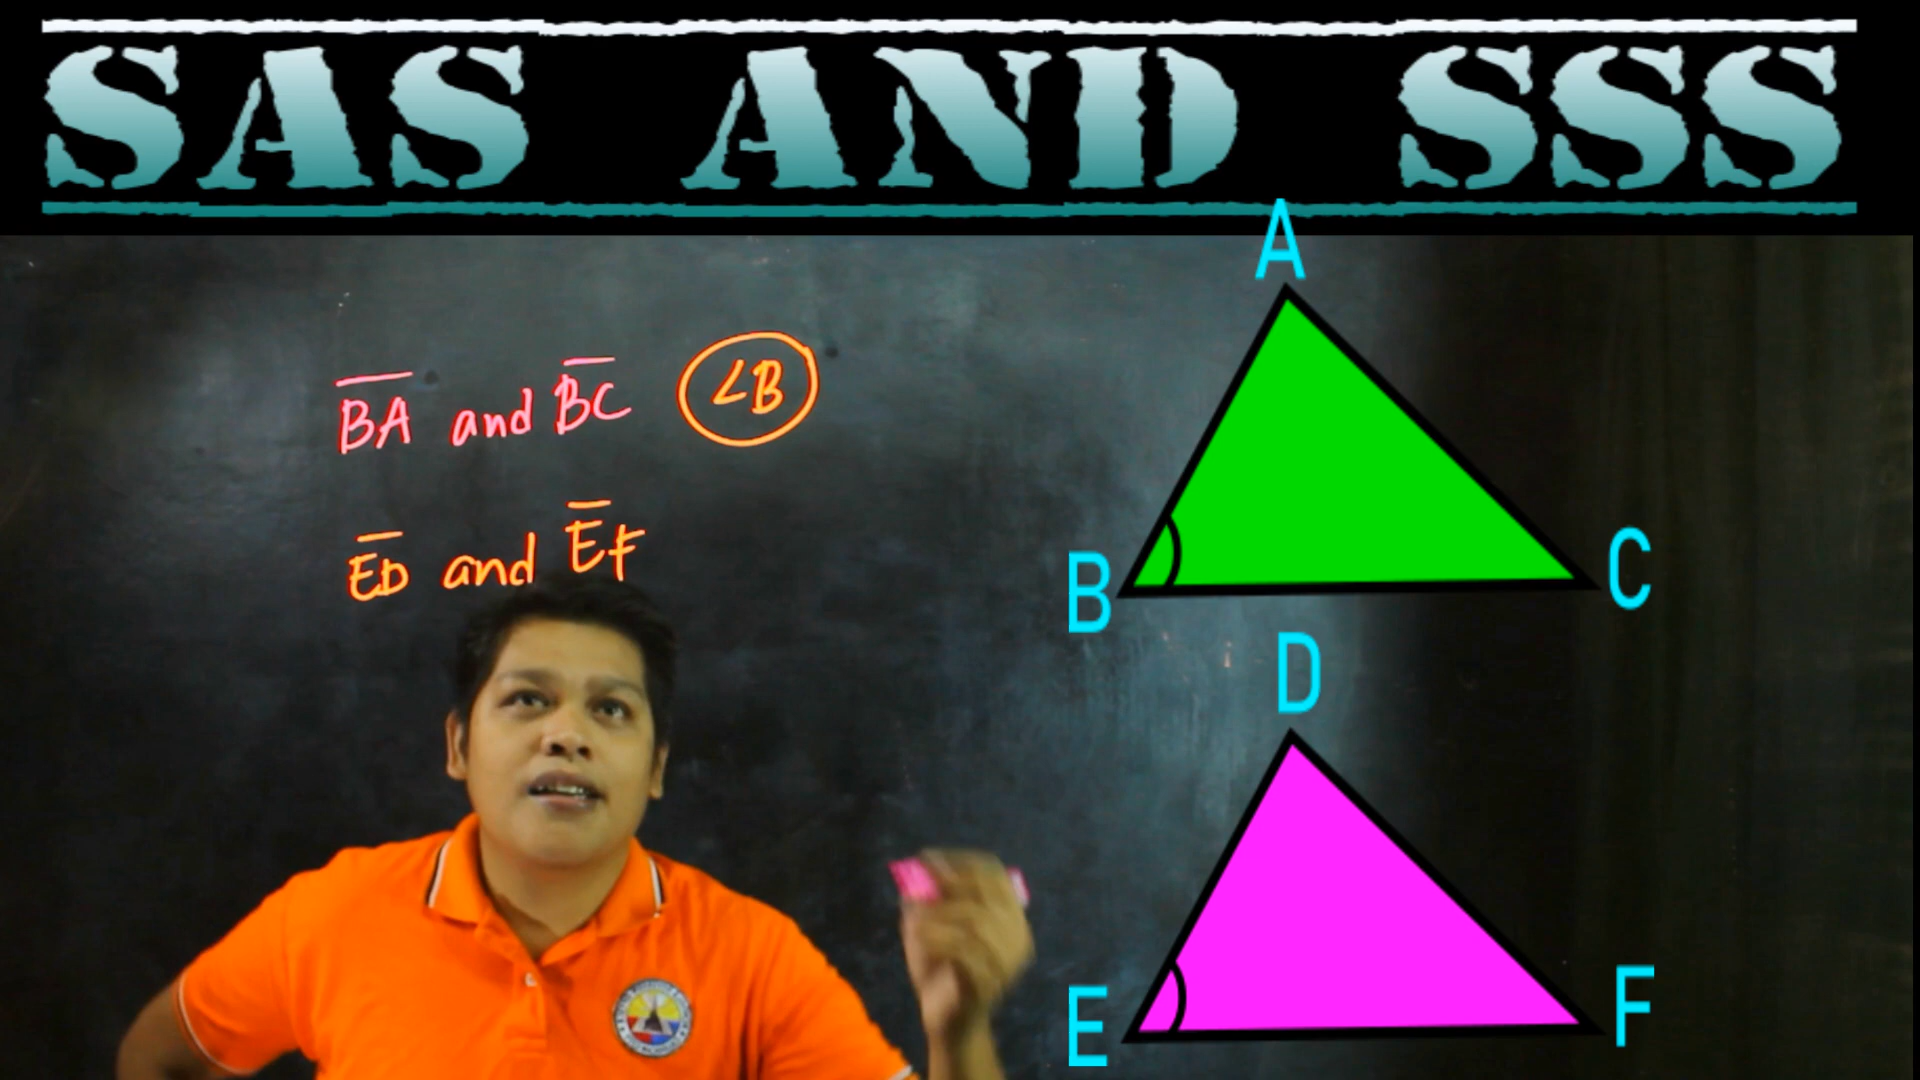 SAS AND SSS
A
BA and BC ∠B
B
C
ED and EF
D
E
F